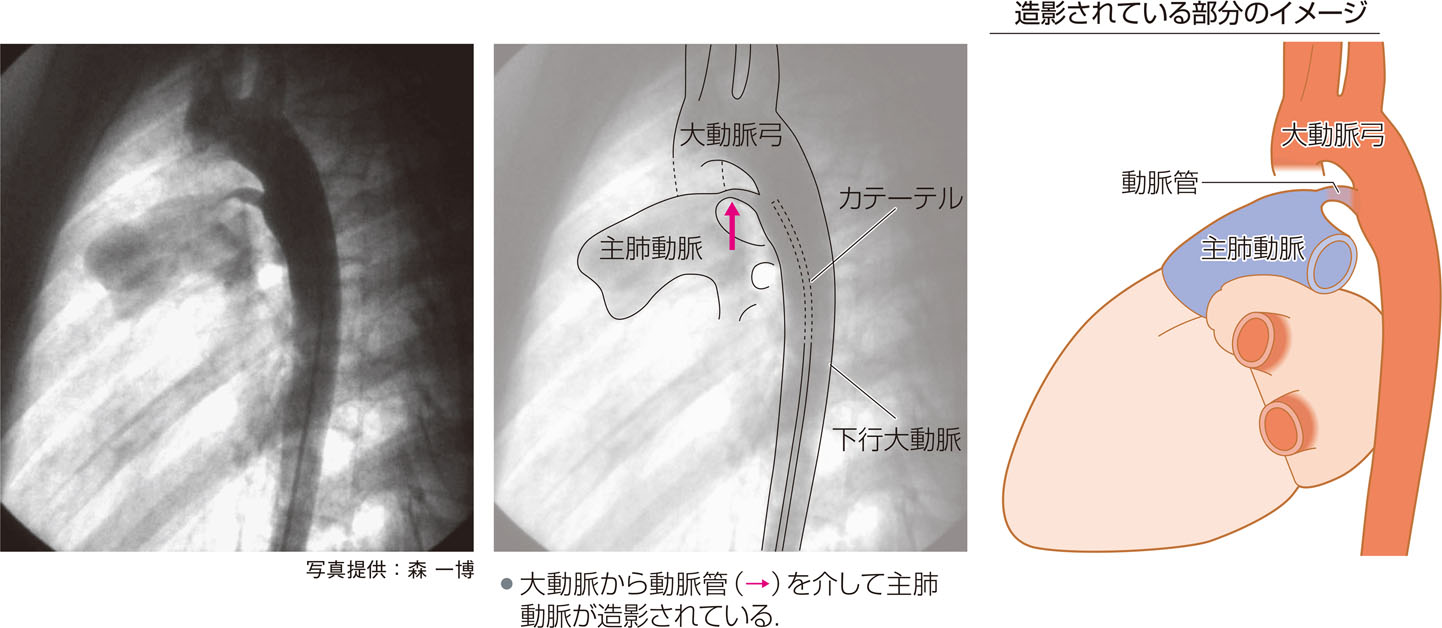 造影されている部分のイメージ
大動脈弓
カテーテル
主肺動脈
下行大動脈
大動脈弓
動脈管
主肺動脈
写真提供：森 一博
● 大動脈から動脈管（→）を介して主肺
動脈が造影されている.